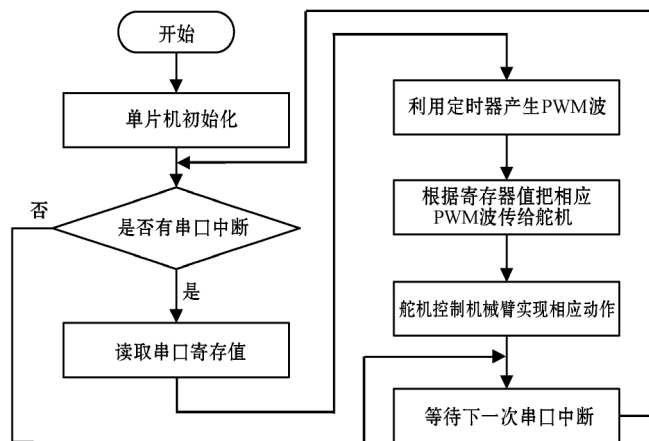 开始
单片机初始化
是否有串口中断
否
是
读取串口寄存值
利用定时器产生PWM波
根据寄存器值把相应
PWM波传给舵机
舵机控制机械臂实现相应动作
等待下一次串口中断